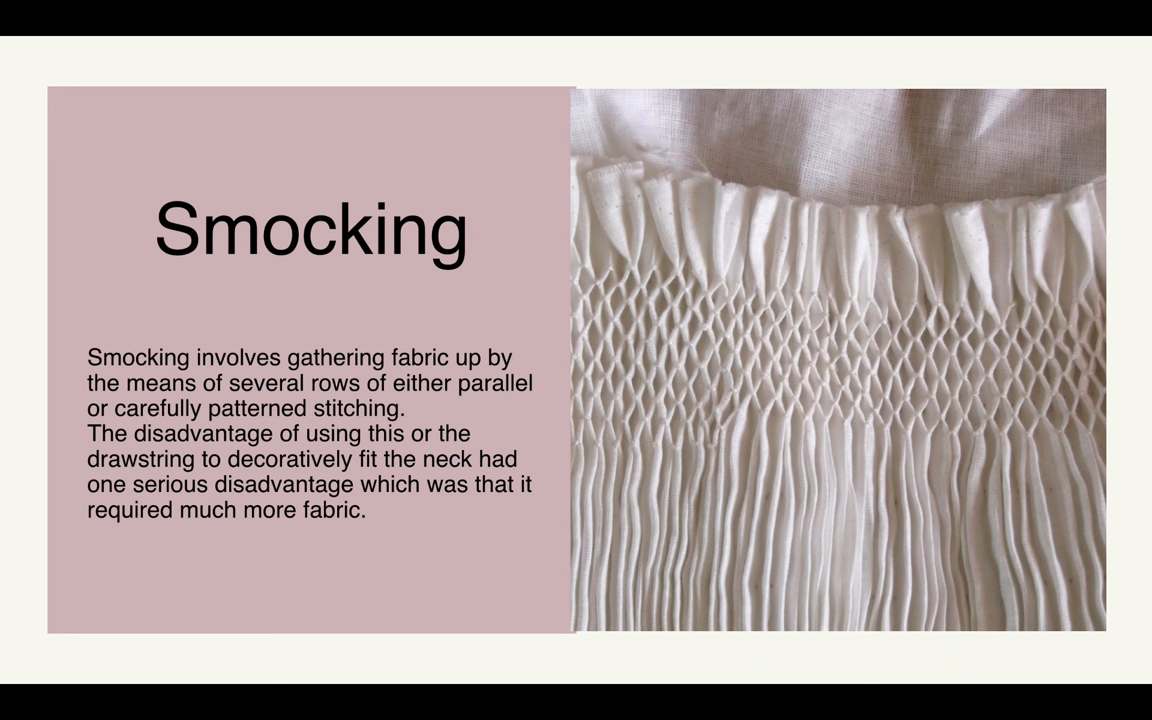 Smocking
Smocking involves gathering fabric up by
the means of several rows of either parallel
or carefully patterned stitching.
The disadvantage of using this or the
drawstring to decoratively fit the neck had
one serious disadvantage which was that it
required much more fabric.